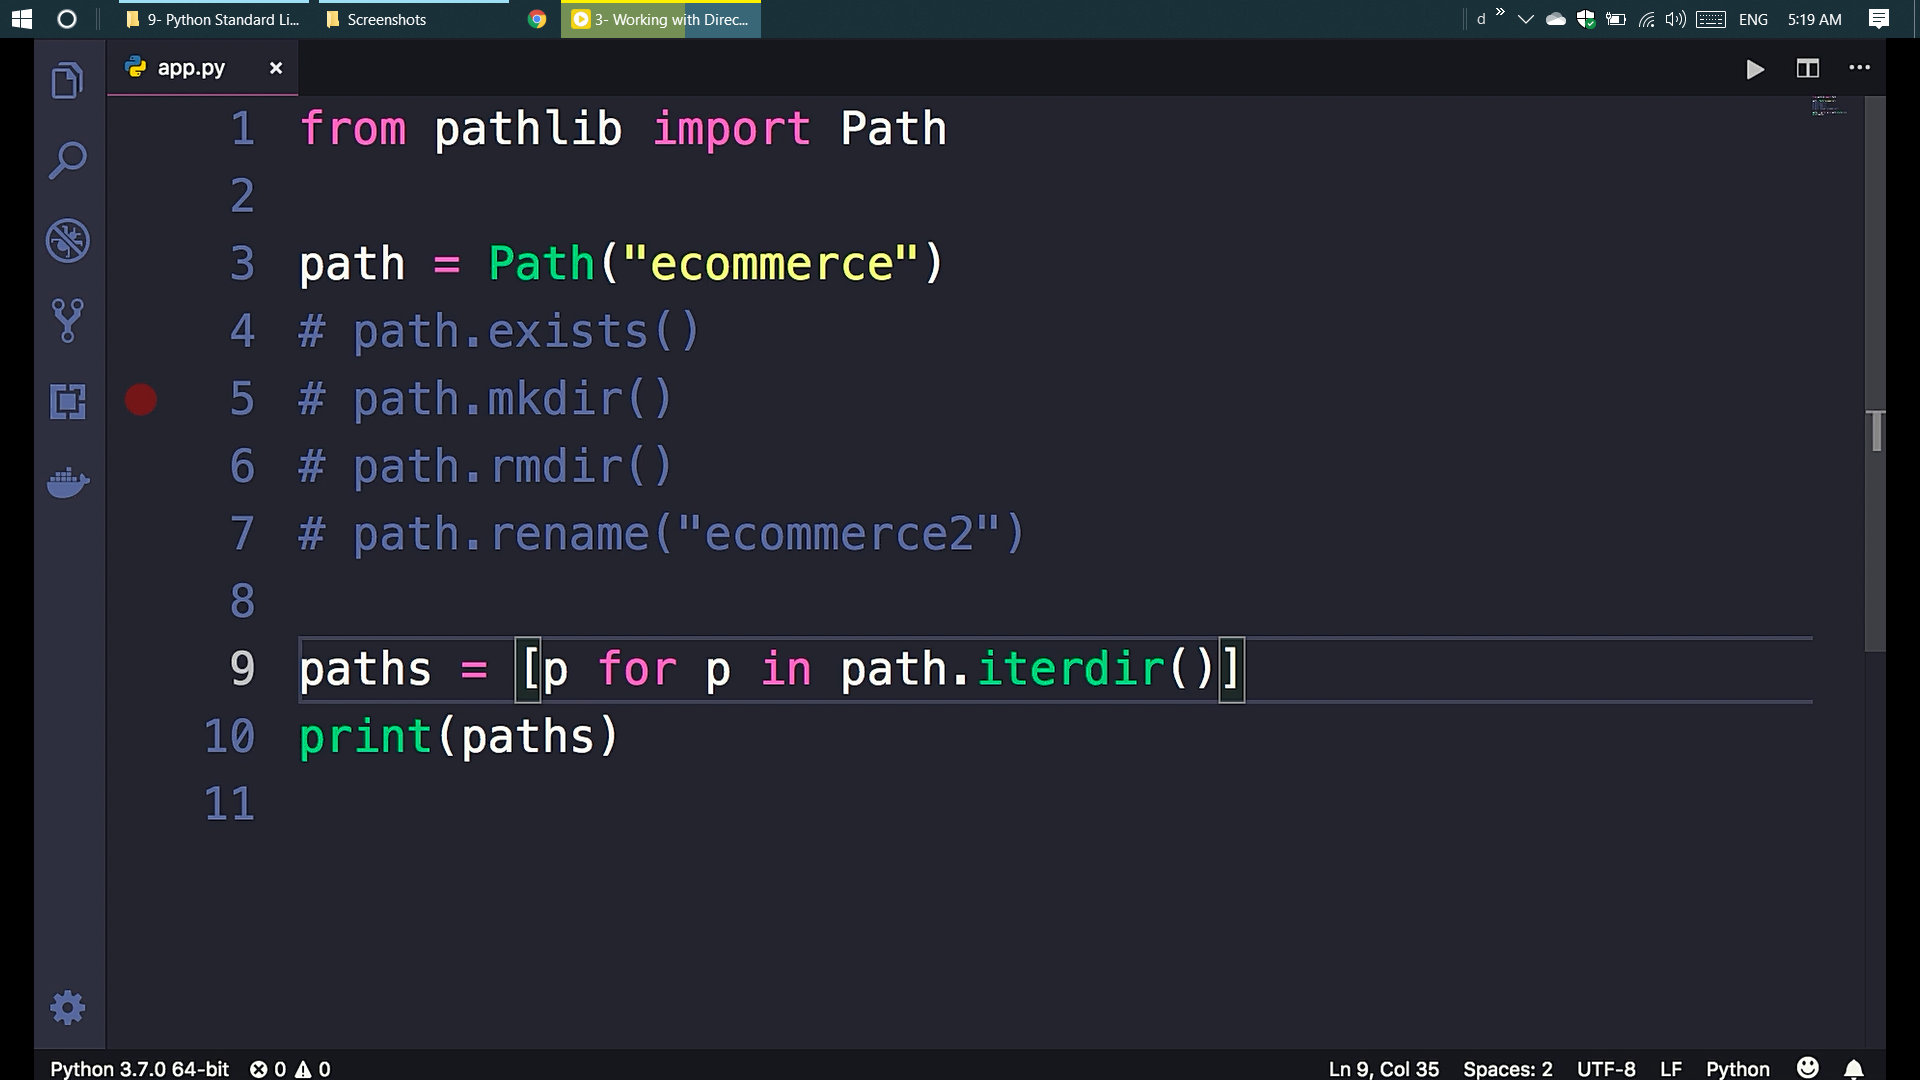 9- Python Standard Li...
Screenshots
3- Working with Direc...
d » ENG 5:19 AM
app.py ×
1 from pathlib import Path
2
3 path = Path("ecommerce")
4 # path.exists()
5 # path.mkdir()
6 # path.rmdir()
7 # path.rename("ecommerce2")
8
9 paths = [p for p in path.iterdir()]
10 print(paths)
11
Python 3.7.0 64-bit 0 0 Ln 9, Col 35 Spaces: 2 UTF-8 LF Python